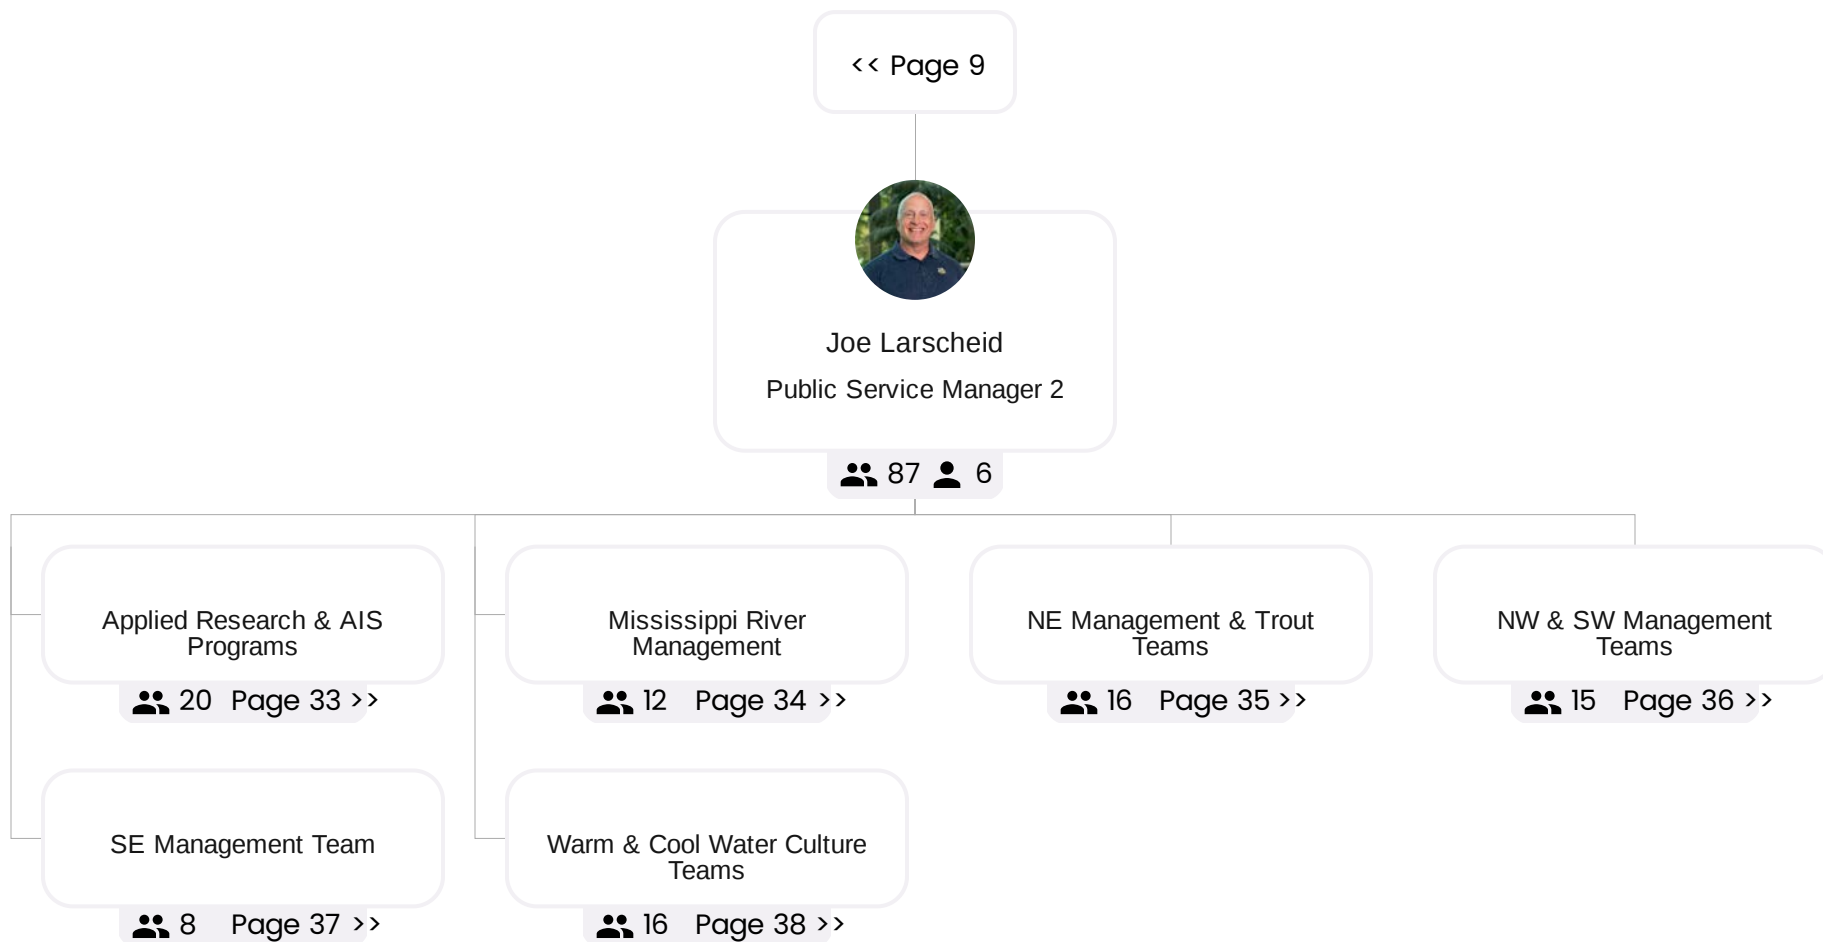 << Page 9
Joe Larscheid
Public Service Manager 2
87 6
Applied Research & AIS
Programs
20 Page 33 >>
Mississippi River
Management
12 Page 34 >>
NE Management & Trout
Teams
16 Page 35 >>
NW & SW Management
Teams
15 Page 36 >>
SE Management Team
8 Page 37 >>
Warm & Cool Water Culture
Teams
16 Page 38 >>